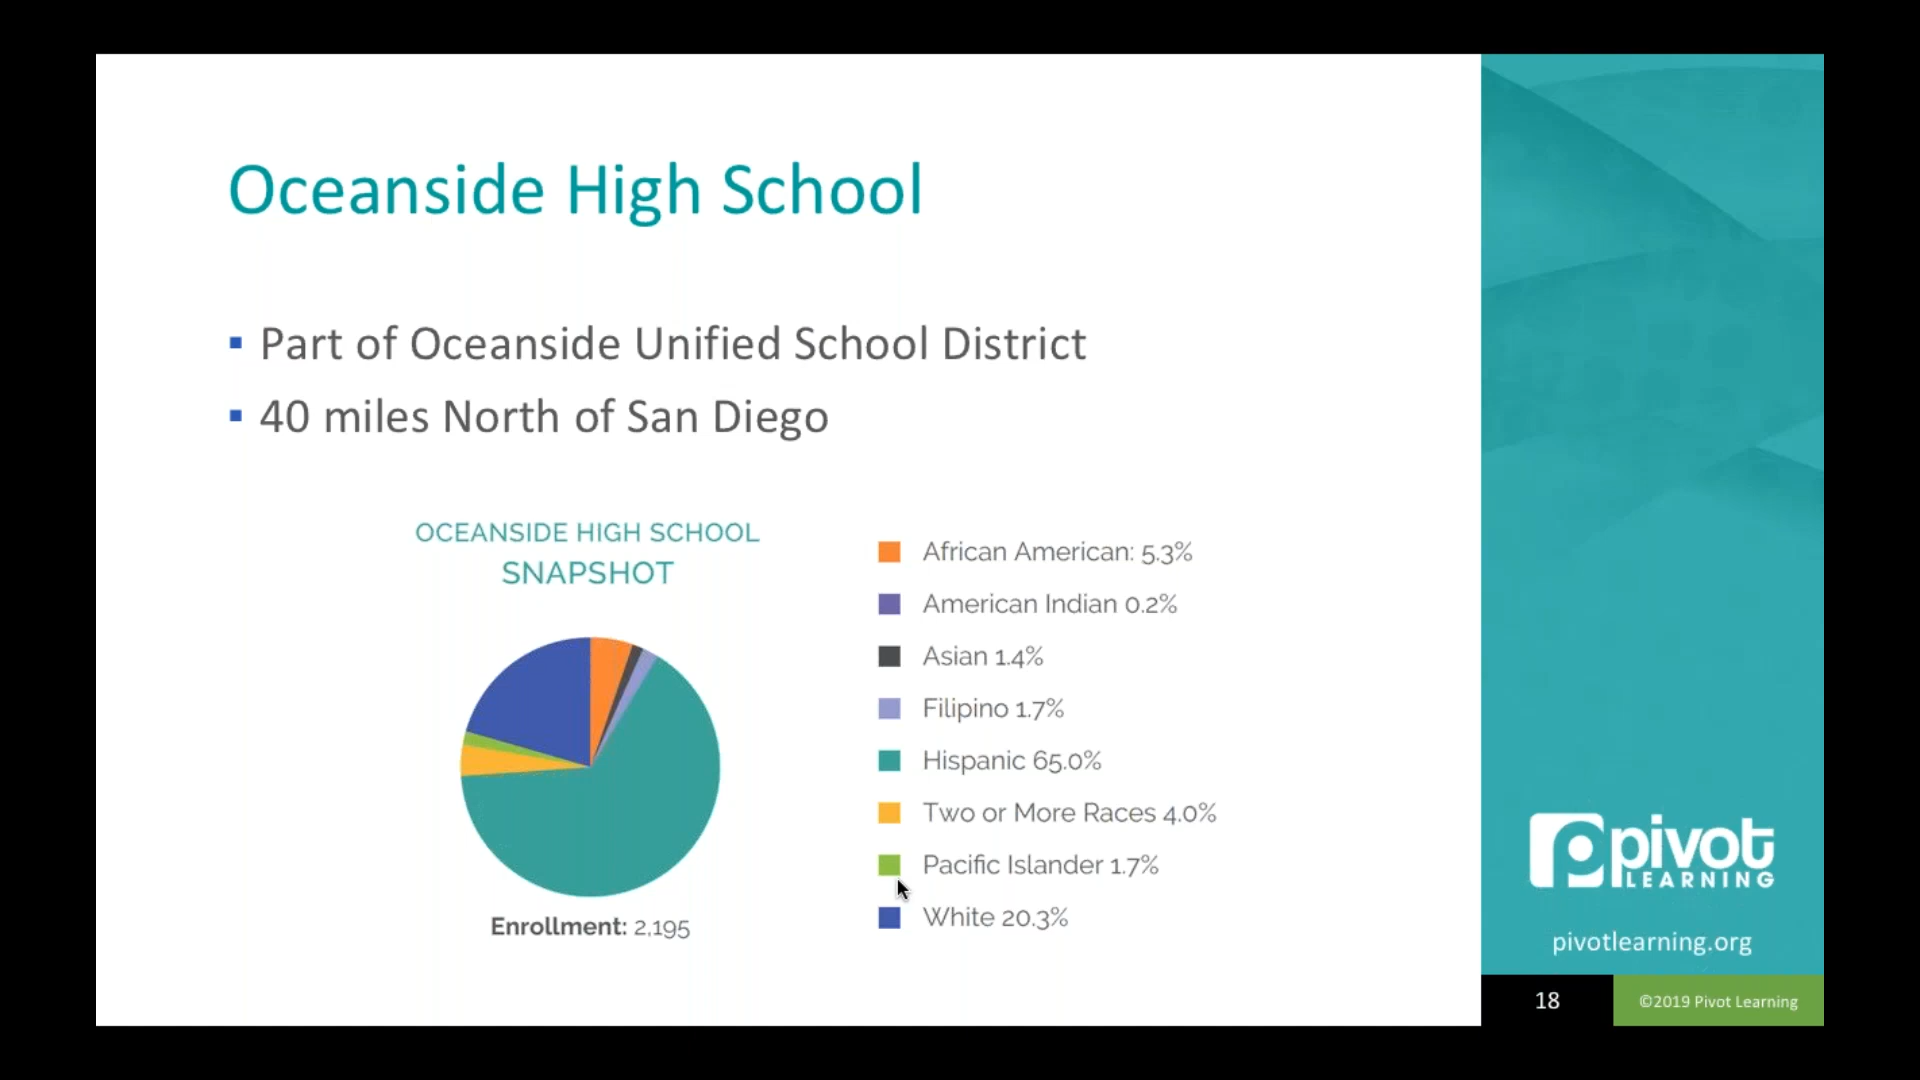 Oceanside High School
Part of Oceanside Unified School District
40 miles North of San Diego
OCEANSIDE HIGH SCHOOL
SNAPSHOT
Enrollment: 2,195
African American: 5.3%
American Indian 0.2%
Asian 1.4%
Filipino 1.7%
Hispanic 65.0%
Two or More Races 4.0%
Pacific Islander 1.7%
White 20.3%
pivot
LEARNING
pivotlearning.org
18
©2019 Pivot Learning